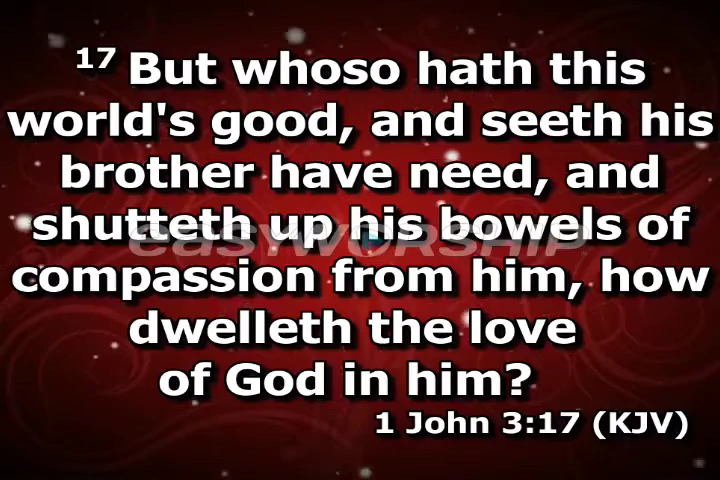 17 But whoso hath this
world's good, and seeth his
brother have need, and
shutteth up his bowels of
easyworship
compassion from him, how
dwelleth the love
of God in him?
1 John 3:17 (KJV)